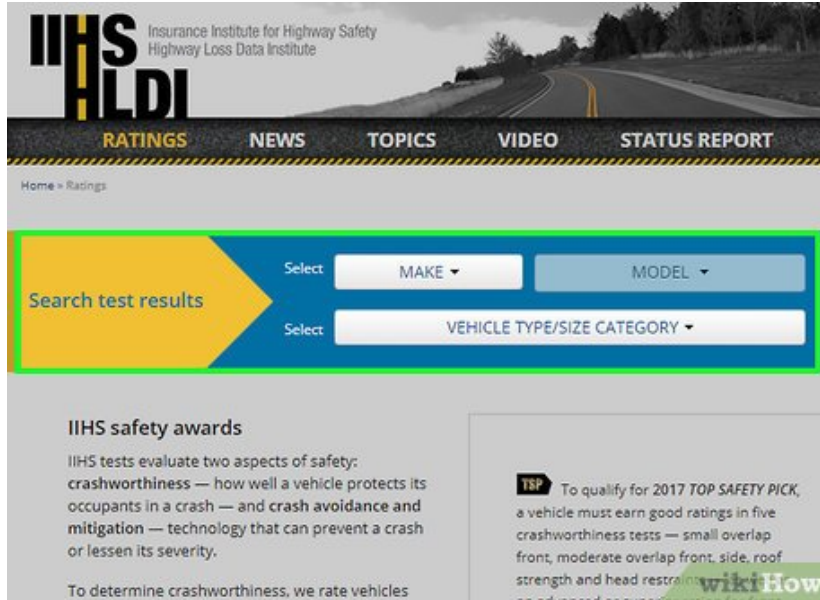 IIHS
HLDI
Insurance Institute for Highway Safety
Highway Loss Data Institute
RATINGS NEWS TOPICS VIDEO STATUS REPORT
Home » Ratings
Search test results
Select MAKE MODEL
Select VEHICLE TYPE/SIZE CATEGORY
IIHS safety awards
IIHS tests evaluate two aspects of safety:
crashworthiness — how well a vehicle protects its
occupants in a crash — and crash avoidance and
mitigation — technology that can prevent a crash
or lessen its severity.
To determine crashworthiness, we rate vehicles
TSP To qualify for 2017 TOP SAFETY PICK,
a vehicle must earn good ratings in five
crashworthiness tests — small overlap
front, moderate overlap front, side, roof
strength and head
wikiHow